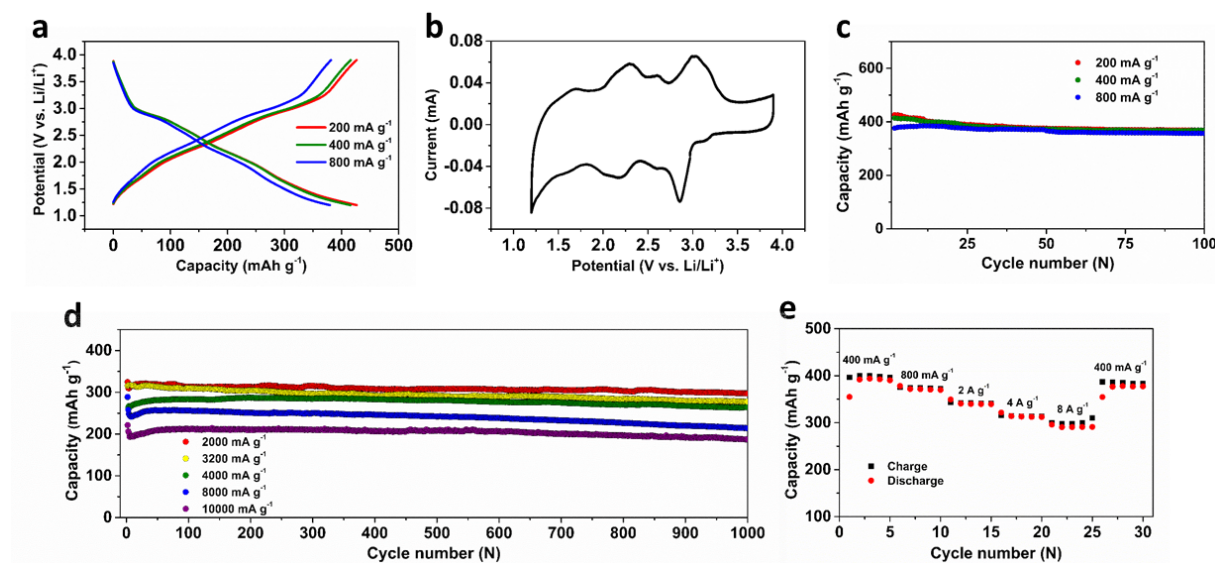 a
4.0
3.5
3.0
2.5
2.0
1.5
1.0
Potential (V vs. Li/Li⁺)
200 mA g⁻¹
400 mA g⁻¹
800 mA g⁻¹
0
100
200
300
400
500
Capacity (mAh g⁻¹)
b
0.08
0.04
0.00
-0.04
-0.08
Current (mA)
1.0
1.5
2.0
2.5
3.0
3.5
4.0
Potential (V vs. Li/Li⁺)
c
600
400
200
0
Capacity (mAh g⁻¹)
200 mA g⁻¹
400 mA g⁻¹
800 mA g⁻¹
25
50
75
100
Cycle number (N)
d
400
300
200
100
0
Capacity (mAh g⁻¹)
2000 mA g⁻¹
3200 mA g⁻¹
4000 mA g⁻¹
8000 mA g⁻¹
10000 mA g⁻¹
0
100
200
300
400
500
600
700
800
900
1000
Cycle number (N)
e
500
400
300
200
100
Capacity (mAh g⁻¹)
400 mA g⁻¹
800 mA g⁻¹
2 A g⁻¹
4 A g⁻¹
8 A g⁻¹
400 mA g⁻¹
Charge
Discharge
0
5
10
15
20
25
30
Cycle number (N)